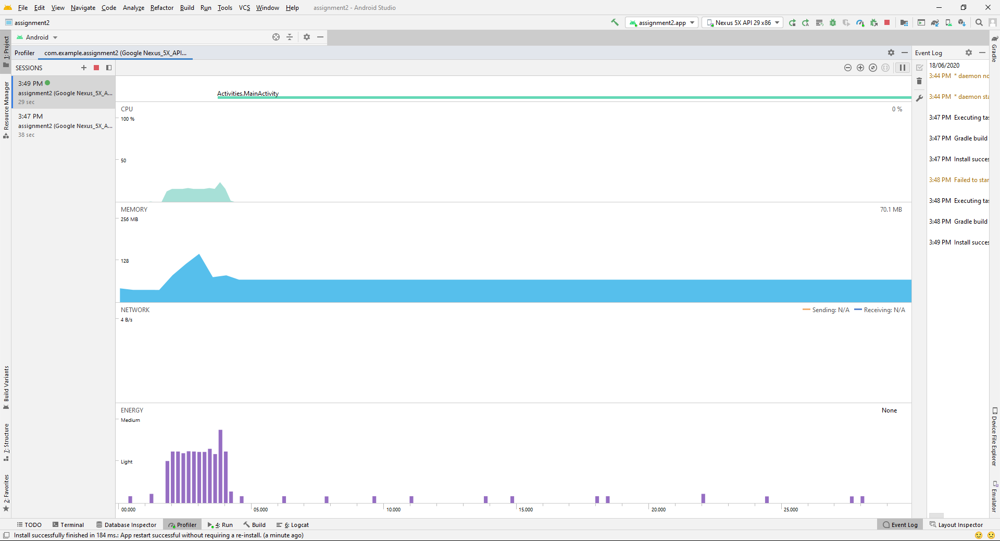 File Edit View Navigate Code Analyze Refactor Build Run Tools VCS Window Help assignment2 - Android Studio
assignment2
assignment2.app Nexus 5X API 29 x86
1: Project
Resource Manager
Build Variants
7: Structure
2: Favorites
Android
Profiler com.example.assignment2 (Google Nexus_5X_API...
SESSIONS
3:49 PM
assignment2 (Google Nexus_5X_A...
29 sec
3:47 PM
assignment2 (Google Nexus_5X_A...
38 sec
Activities.MainActivity
CPU 0 %
100 %
50
MEMORY 70.1 MB
256 MB
128
NETWORK Sending: N/A Receiving: N/A
4 B/s
ENERGY None
Medium
Light
00.000 05.000 10.000 15.000 20.000 25.000
Event Log
18/06/2020
3:44 PM * daemon no
3:44 PM * daemon sta
3:47 PM Executing tas
3:47 PM Gradle build
3:47 PM Install succes
3:48 PM Failed to star
3:48 PM Executing tas
3:48 PM Gradle build
3:49 PM Install succes
Gradle
Device File Explorer
Emulator
TODO Terminal Database Inspector Profiler 4: Run Build 6: Logcat Event Log Layout Inspector
Install successfully finished in 184 ms.: App restart successful without requiring a re-install. (a minute ago)